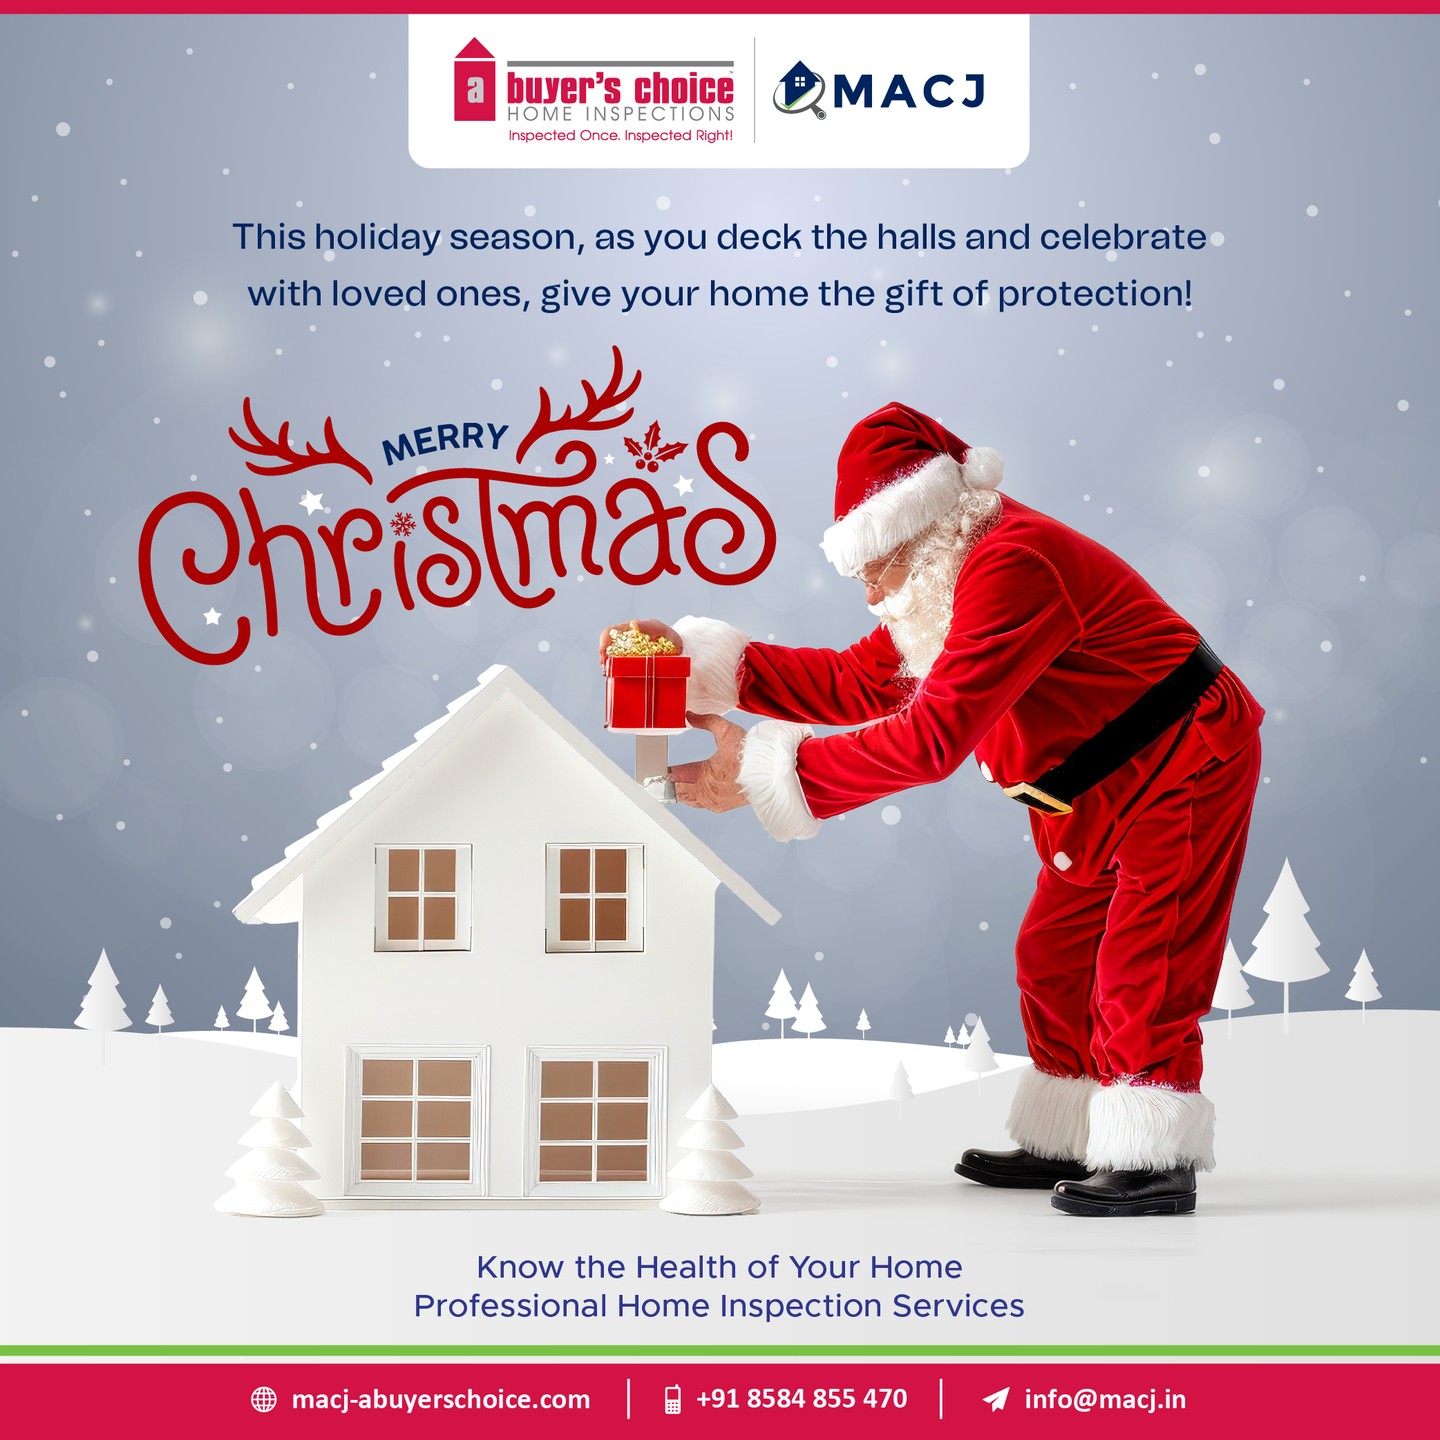 a buyer's choice™
HOME INSPECTIONS
Inspected Once. Inspected Right!
MACJ
This holiday season, as you deck the halls and celebrate
with loved ones, give your home the gift of protection!
MERRY
Christmas
Know the Health of Your Home
Professional Home Inspection Services
macj-abuyerschoice.com
+91 8584 855 470
info@macj.in